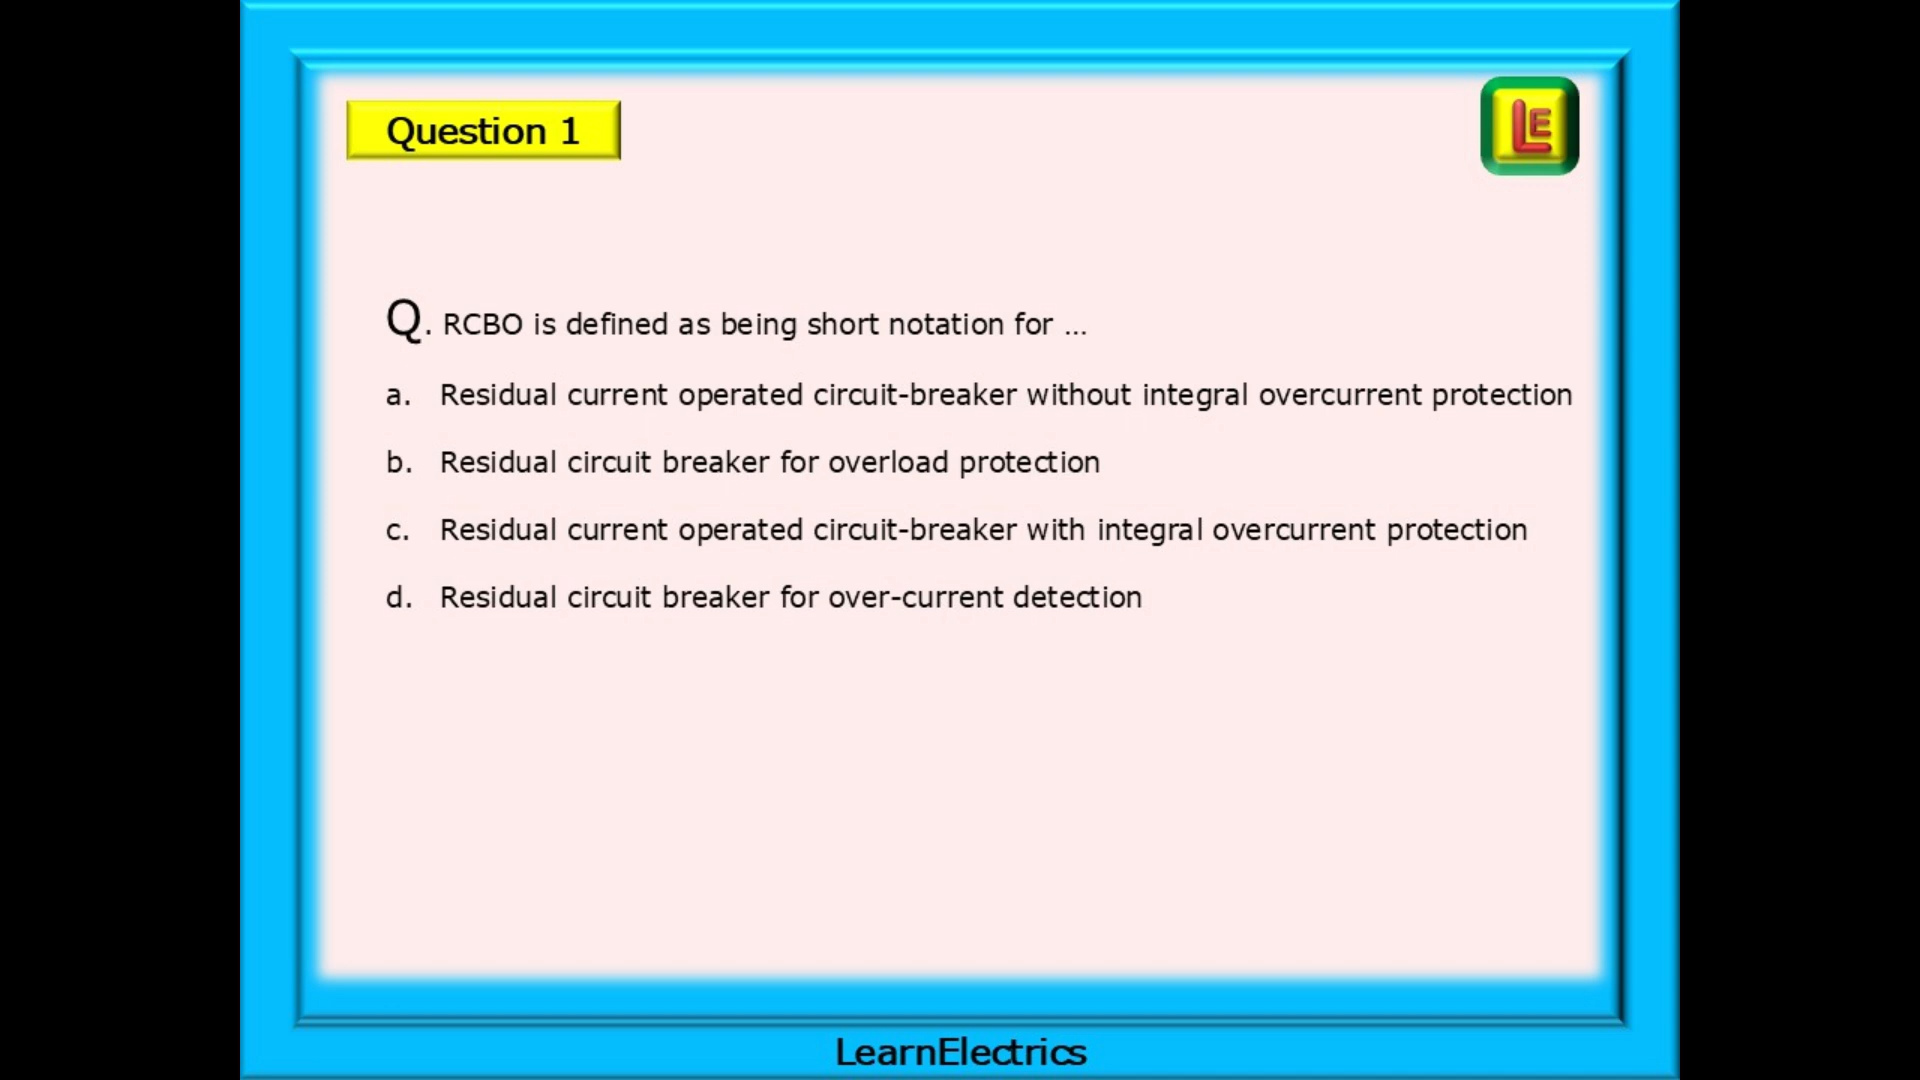 Question 1
LE
Q. RCBO is defined as being short notation for ...
a. Residual current operated circuit-breaker without integral overcurrent protection
b. Residual circuit breaker for overload protection
c. Residual current operated circuit-breaker with integral overcurrent protection
d. Residual circuit breaker for over-current detection
LearnElectrics